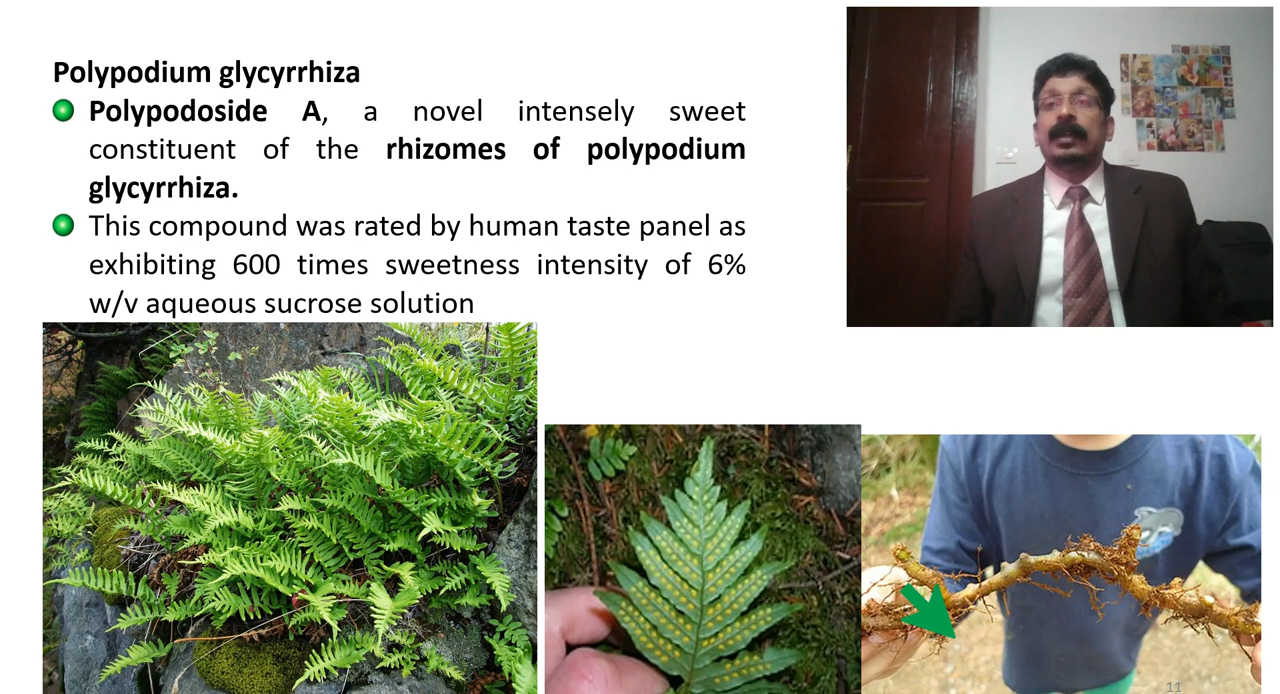 Polypodium glycyrrhiza
Polypodoside A, a novel intensely sweet
constituent of the rhizomes of polypodium
glycyrrhiza.
This compound was rated by human taste panel as
exhibiting 600 times sweetness intensity of 6%
w/v aqueous sucrose solution
11